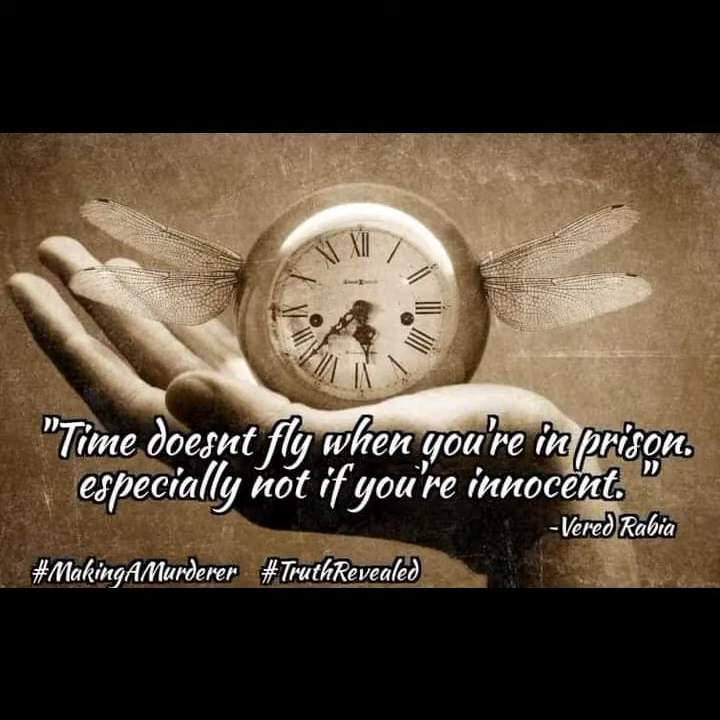 "Time doesnt fly when you're in prison.
especially not if you're innocent. "
-Vered Rabia
#MakingAMurderer #TruthRevealed